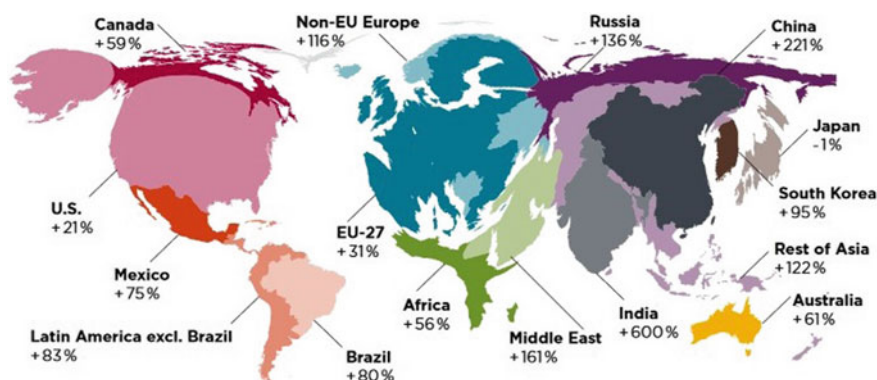 Canada
+59%
Non-EU Europe
+116%
Russia
+136%
China
+221%
Japan
-1%
South Korea
+95%
U.S.
+21%
EU-27
+31%
Rest of Asia
+122%
Mexico
+75%
Africa
+56%
India
+600%
Australia
+61%
Latin America excl. Brazil
+83%
Brazil
+80%
Middle East
+161%